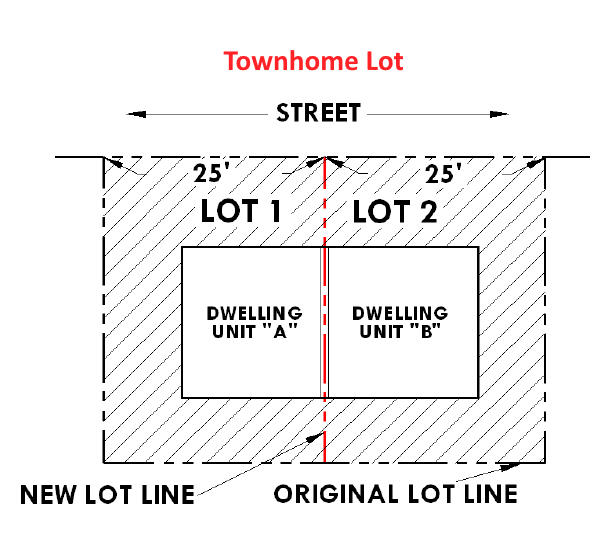 Townhome Lot
STREET
25'
25'
LOT 1
LOT 2
DWELLING
UNIT "A"
DWELLING
UNIT "B"
NEW LOT LINE
ORIGINAL LOT LINE